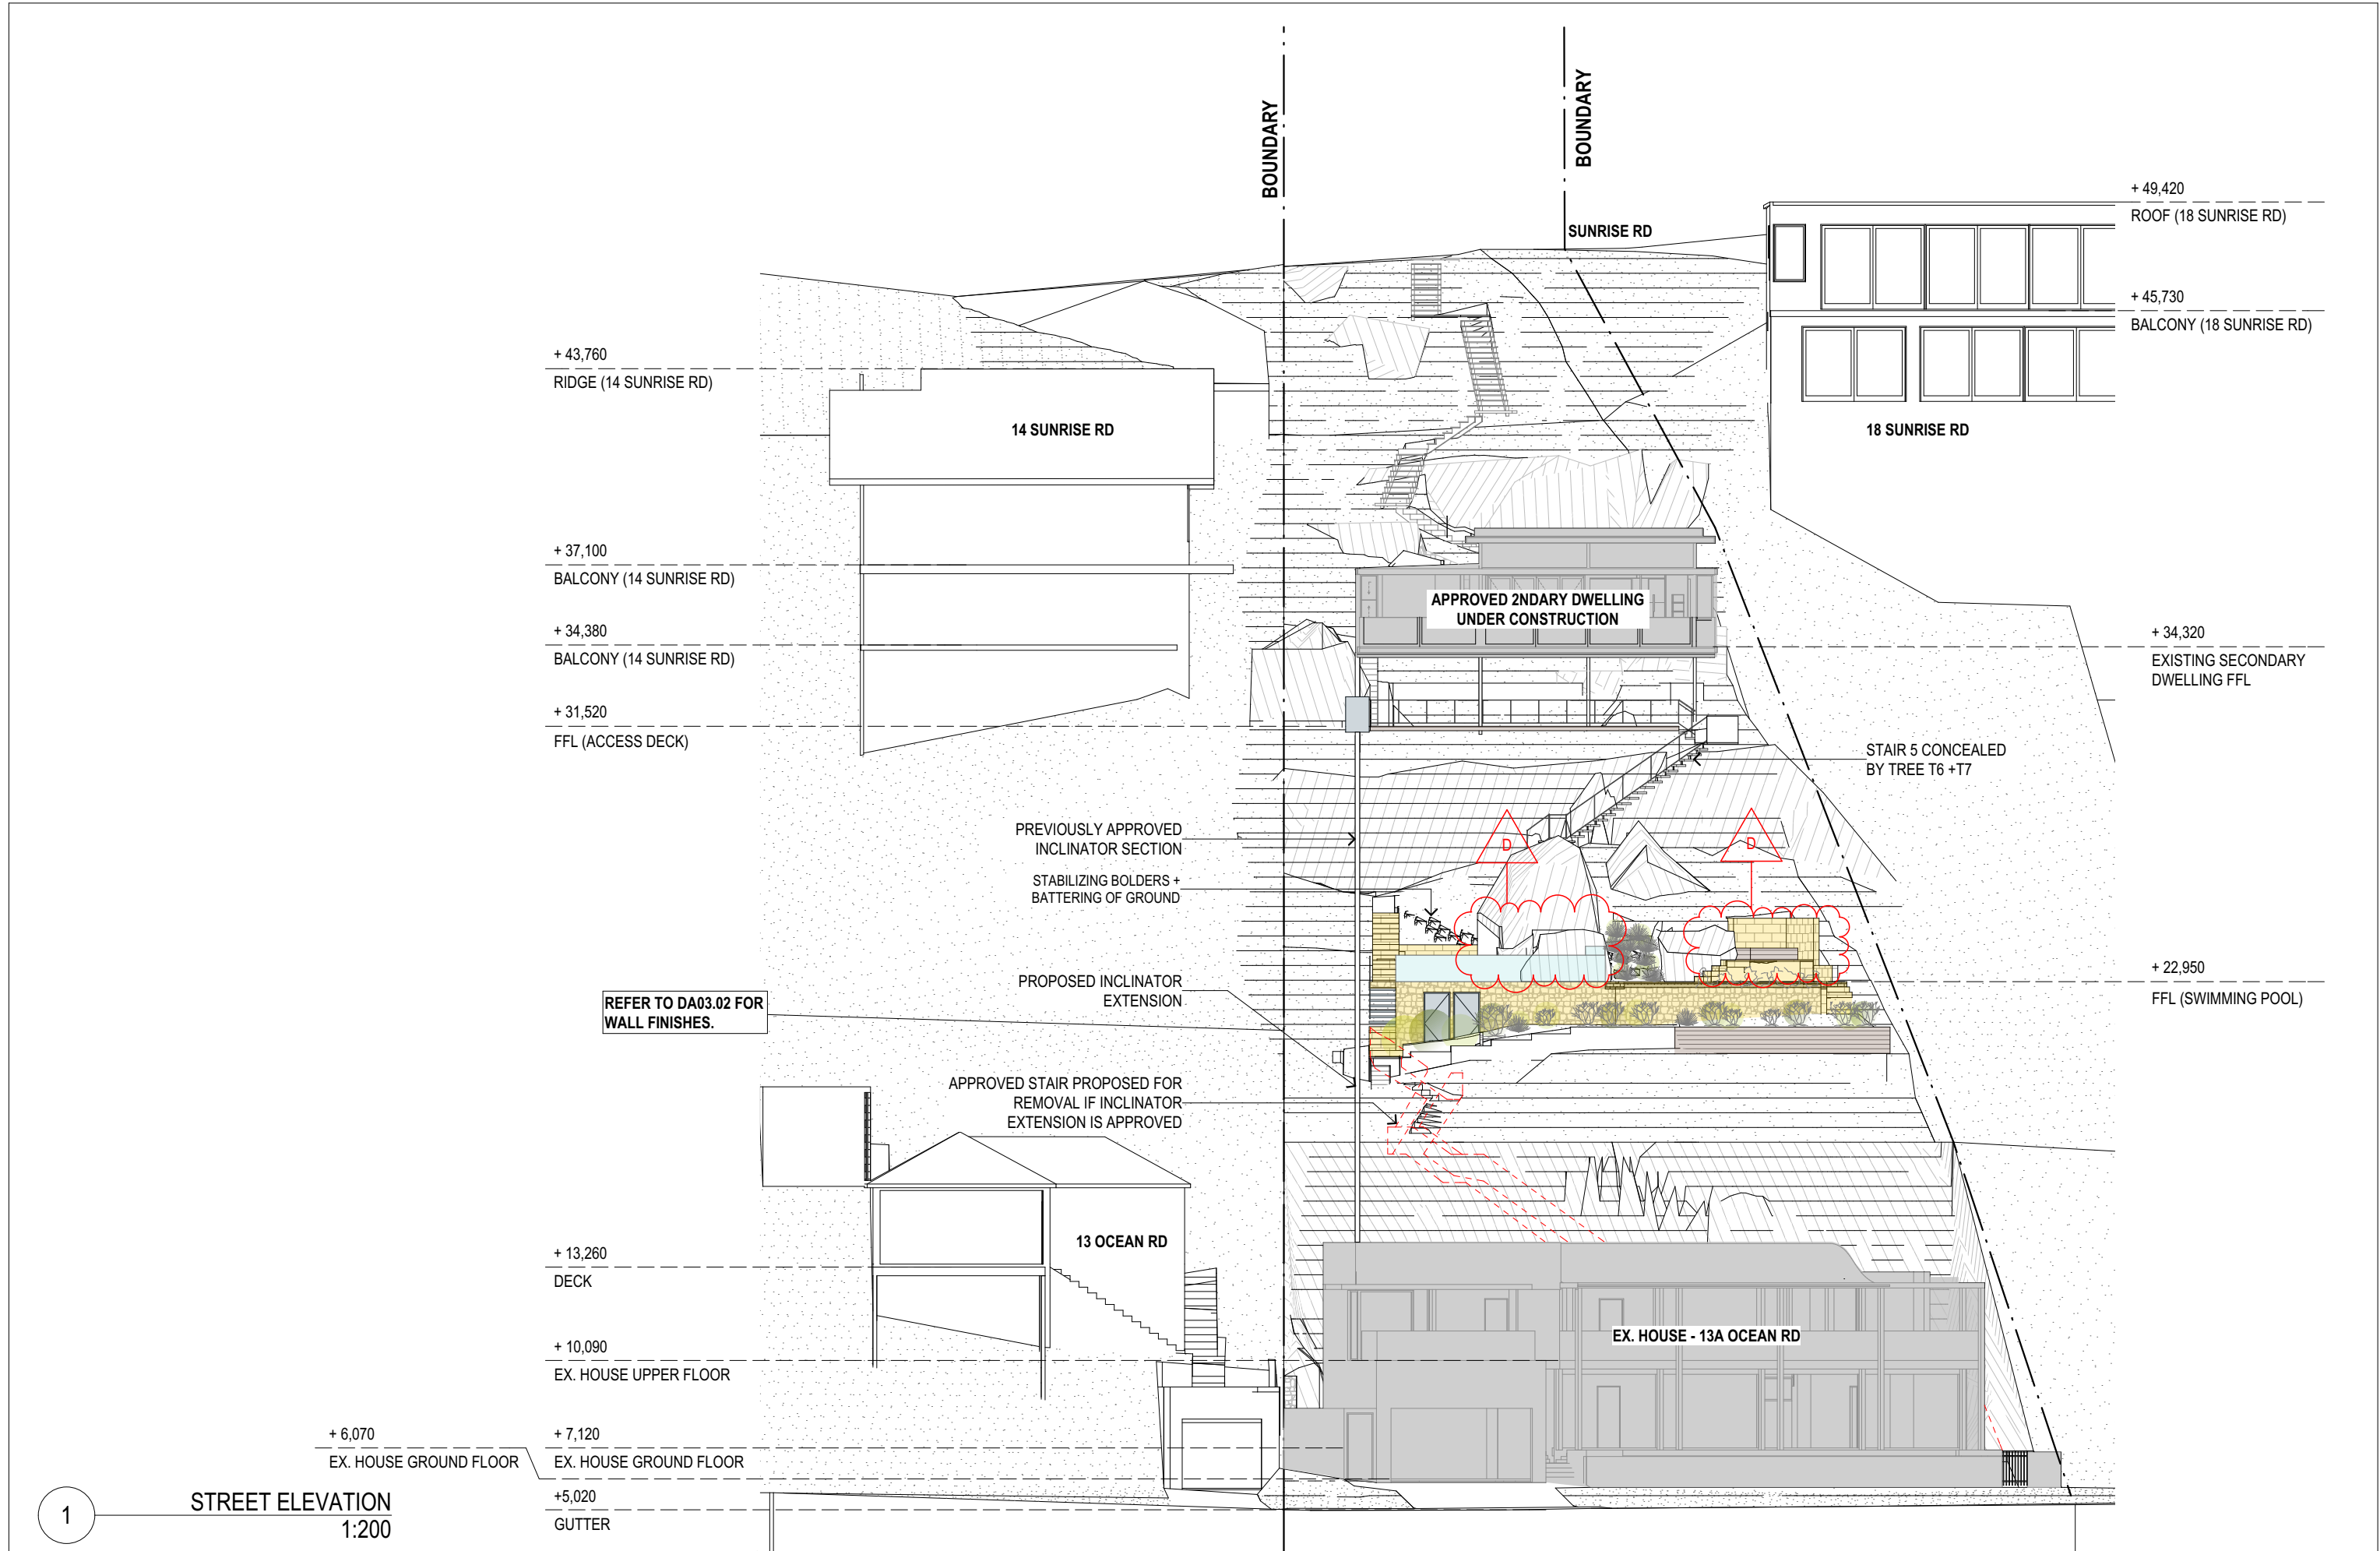 BOUNDARY
BOUNDARY
SUNRISE RD
+ 49,420
ROOF (18 SUNRISE RD)
+ 45,730
BALCONY (18 SUNRISE RD)
18 SUNRISE RD
+ 43,760
RIDGE (14 SUNRISE RD)
14 SUNRISE RD
+ 37,100
BALCONY (14 SUNRISE RD)
APPROVED 2NDARY DWELLING
UNDER CONSTRUCTION
+ 34,380
BALCONY (14 SUNRISE RD)
+ 34,320
EXISTING SECONDARY
DWELLING FFL
+ 31,520
FFL (ACCESS DECK)
STAIR 5 CONCEALED
BY TREE T6 +T7
PREVIOUSLY APPROVED
INCLINATOR SECTION
D
D
STABILIZING BOLDERS +
BATTERING OF GROUND
PROPOSED INCLINATOR
EXTENSION
+ 22,950
FFL (SWIMMING POOL)
REFER TO DA03.02 FOR
WALL FINISHES.
APPROVED STAIR PROPOSED FOR
REMOVAL IF INCLINATOR
EXTENSION IS APPROVED
13 OCEAN RD
+ 13,260
DECK
EX. HOUSE - 13A OCEAN RD
+ 10,090
EX. HOUSE UPPER FLOOR
+ 6,070
EX. HOUSE GROUND FLOOR
+ 7,120
EX. HOUSE GROUND FLOOR
+5,020
GUTTER
1
STREET ELEVATION
1:200